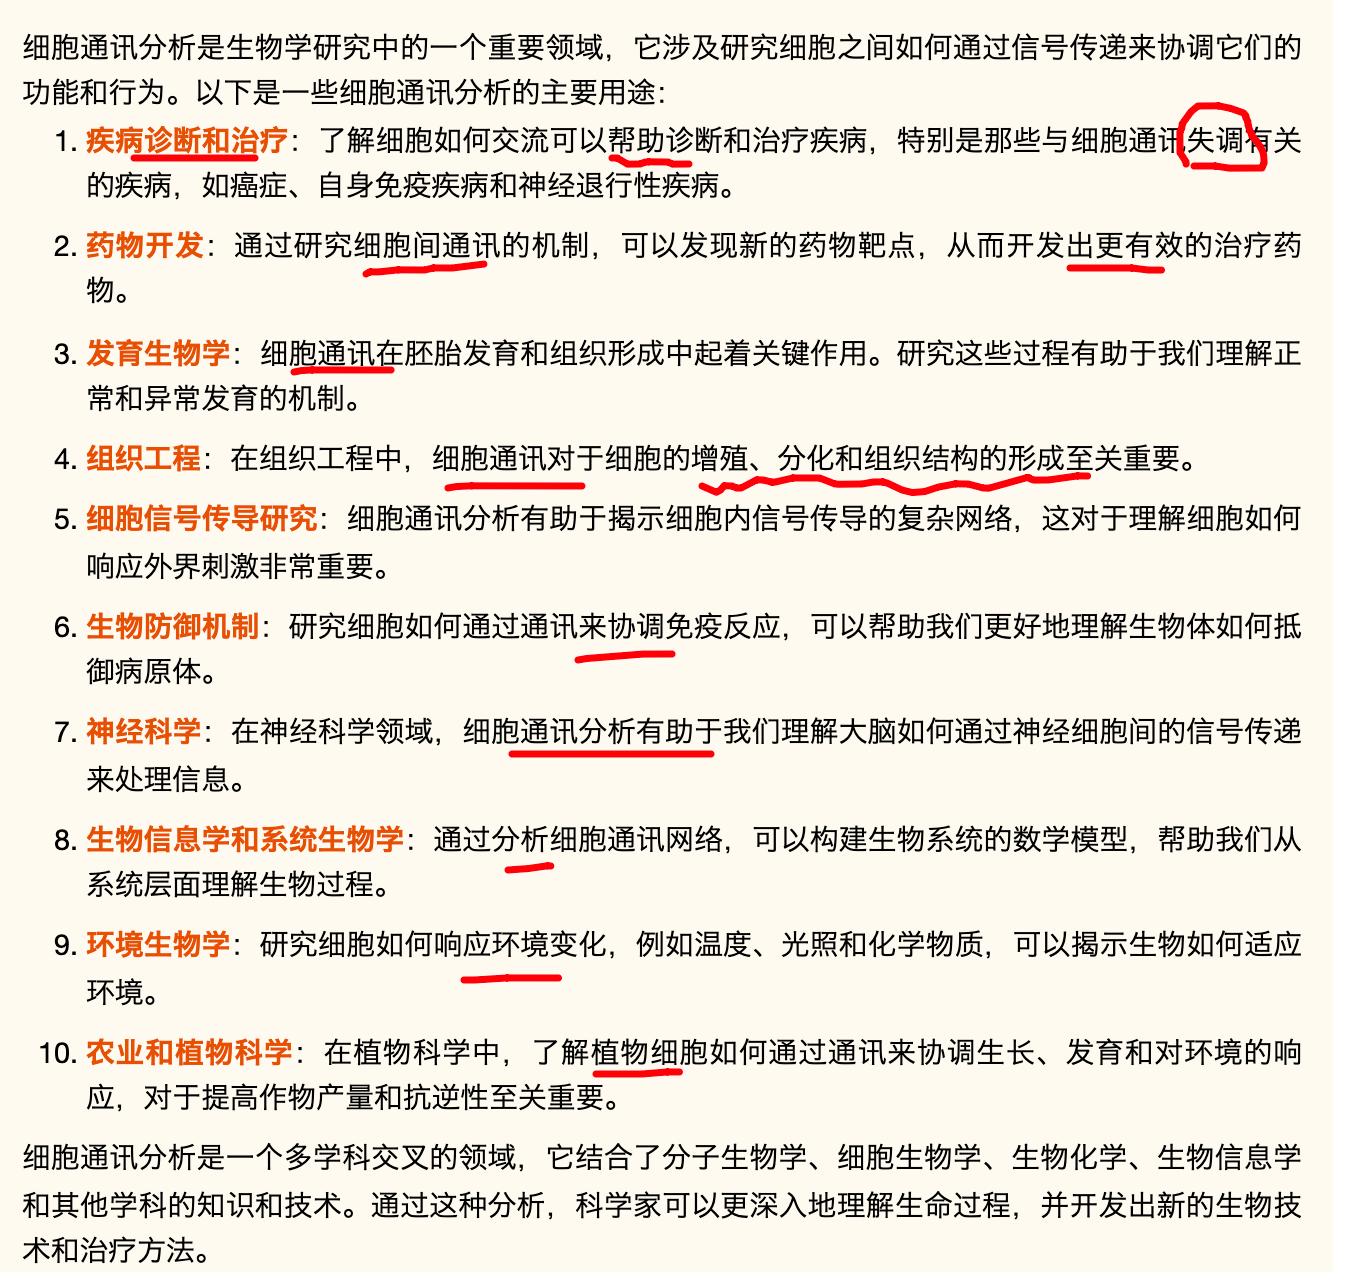 细胞通讯分析是生物学研究中的一个重要领域，它涉及研究细胞之间如何通过信号传递来协调它们的
功能和行为。以下是一些细胞通讯分析的主要用途：
1. 疾病诊断和治疗：了解细胞如何交流可以帮助诊断和治疗疾病，特别是那些与细胞通讯失调有关
的疾病，如癌症、自身免疫疾病和神经退行性疾病。
2. 药物开发：通过研究细胞间通讯的机制，可以发现新的药物靶点，从而开发出更有效的治疗药
物。
3. 发育生物学：细胞通讯在胚胎发育和组织形成中起着关键作用。研究这些过程有助于我们理解正
常和异常发育的机制。
4. 组织工程：在组织工程中，细胞通讯对于细胞的增殖、分化和组织结构的形成至关重要。
5. 细胞信号传导研究：细胞通讯分析有助于揭示细胞内信号传导的复杂网络，这对于理解细胞如何
响应外界刺激非常重要。
6. 生物防御机制：研究细胞如何通过通讯来协调免疫反应，可以帮助我们更好地理解生物体如何抵
御病原体。
7. 神经科学：在神经科学领域，细胞通讯分析有助于我们理解大脑如何通过神经细胞间的信号传递
来处理信息。
8. 生物信息学和系统生物学：通过分析细胞通讯网络，可以构建生物系统的数学模型，帮助我们从
系统层面理解生物过程。
9. 环境生物学：研究细胞如何响应环境变化，例如温度、光照和化学物质，可以揭示生物如何适应
环境。
10. 农业和植物科学：在植物科学中，了解植物细胞如何通过通讯来协调生长、发育和对环境的响
应，对于提高作物产量和抗逆性至关重要。
细胞通讯分析是一个多学科交叉的领域，它结合了分子生物学、细胞生物学、生物化学、生物信息学
和其他学科的知识和技术。通过这种分析，科学家可以更深入地理解生命过程，并开发出新的生物技
术和治疗方法。